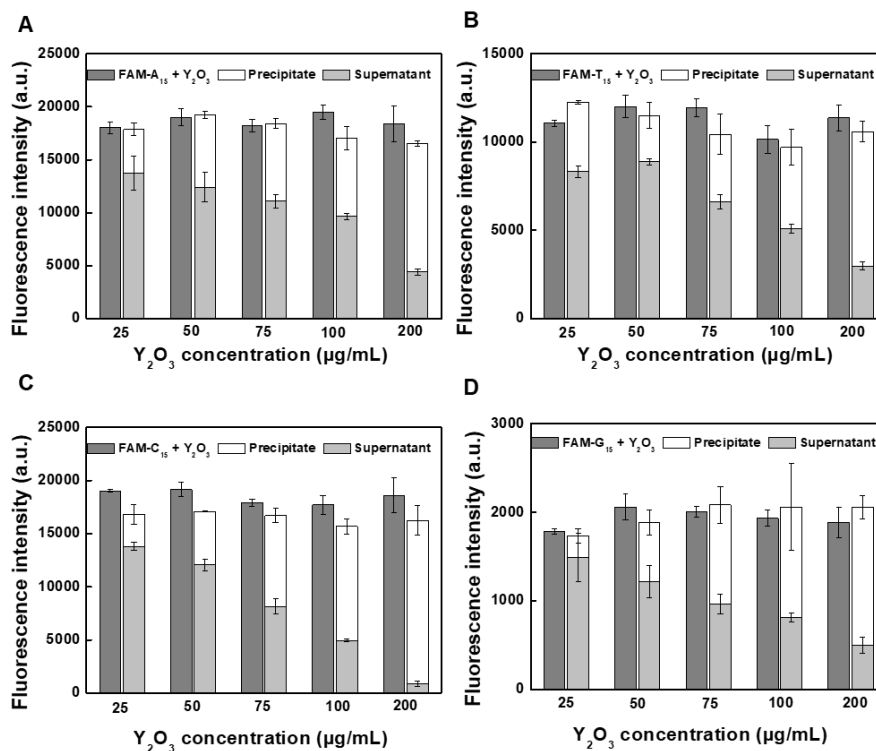 A
Fluorescence intensity (a.u.)
25000
20000
15000
10000
5000
0
FAM-A₁₅ + Y₂O₃ Precipitate Supernatant
25 50 75 100 200
Y₂O₃ concentration (µg/mL)
B
Fluorescence intensity (a.u.)
15000
10000
5000
0
FAM-T₁₅ + Y₂O₃ Precipitate Supernatant
25 50 75 100 200
Y₂O₃ concentration (µg/mL)
C
Fluorescence intensity (a.u.)
25000
20000
15000
10000
5000
0
FAM-C₁₅ + Y₂O₃ Precipitate Supernatant
25 50 75 100 200
Y₂O₃ concentration (µg/mL)
D
Fluorescence intensity (a.u.)
3000
2000
1000
0
FAM-G₁₅ + Y₂O₃ Precipitate Supernatant
25 50 75 100 200
Y₂O₃ concentration (µg/mL)